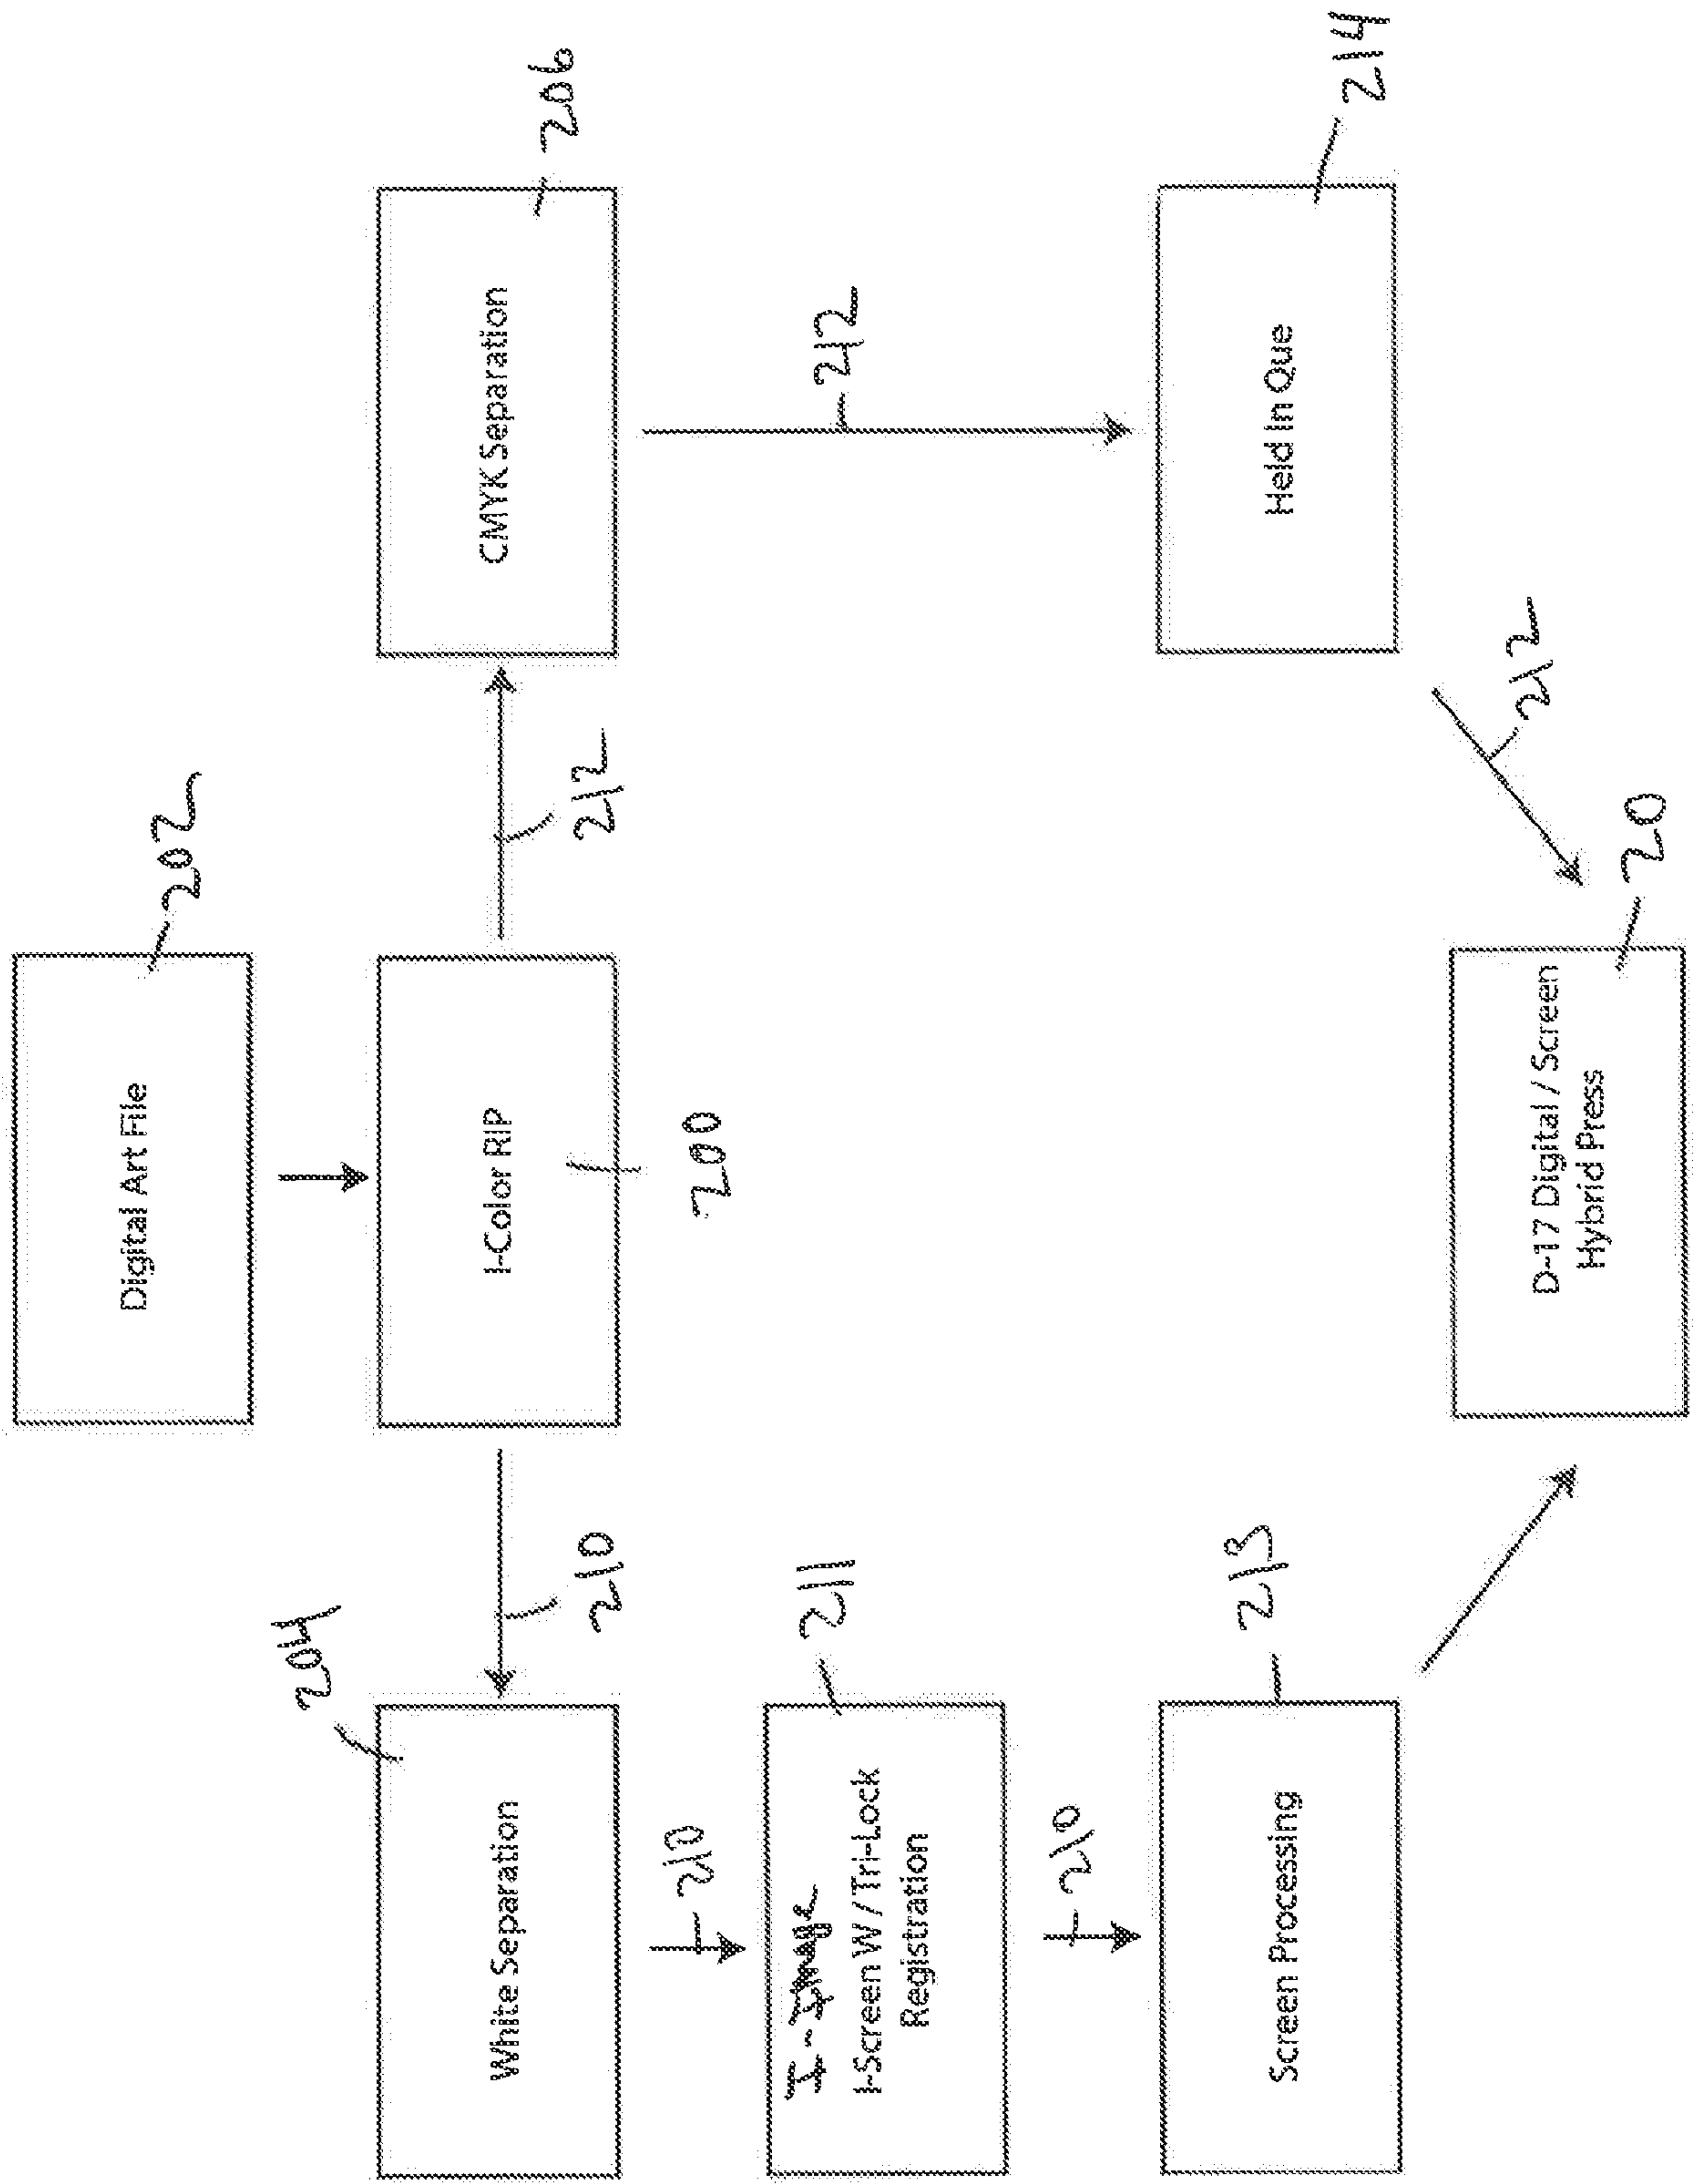 Digital Art File
202
I-Color RIP
200
212
210
204
White Separation
CMYK Separation
206
210
212
211
I-Image
I-Screen W / Tri-Lock
Registration
210
213
Screen Processing
Held In Que
214
212
D-17 Digital / Screen
Hybrid Press
20